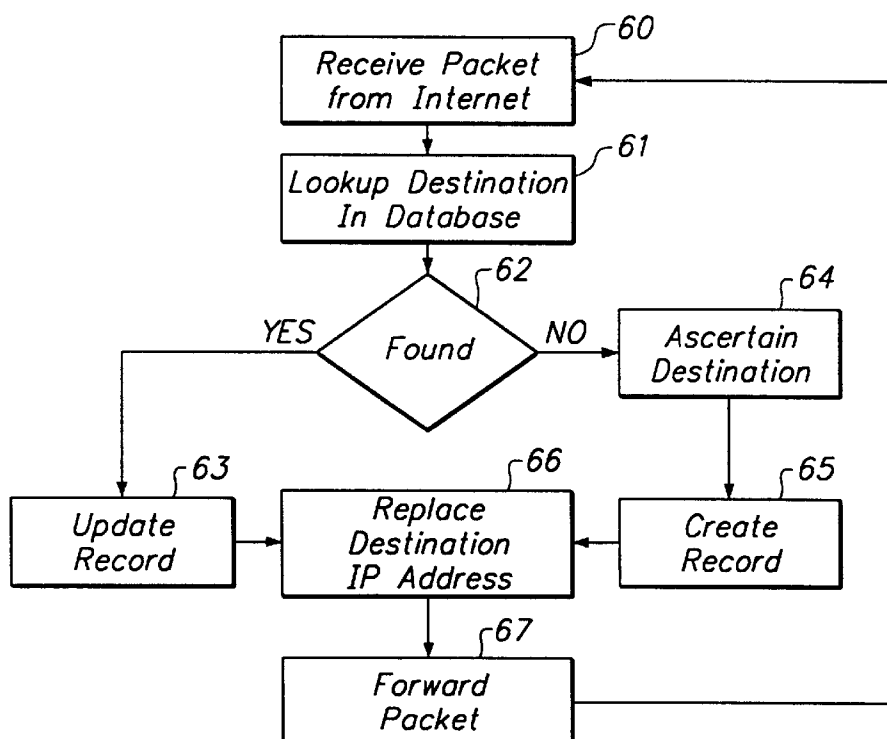 60
Receive Packet
from Internet
61
Lookup Destination
In Database
62
YES
Found
NO
64
Ascertain
Destination
63
Update
Record
66
Replace
Destination
IP Address
65
Create
Record
67
Forward
Packet